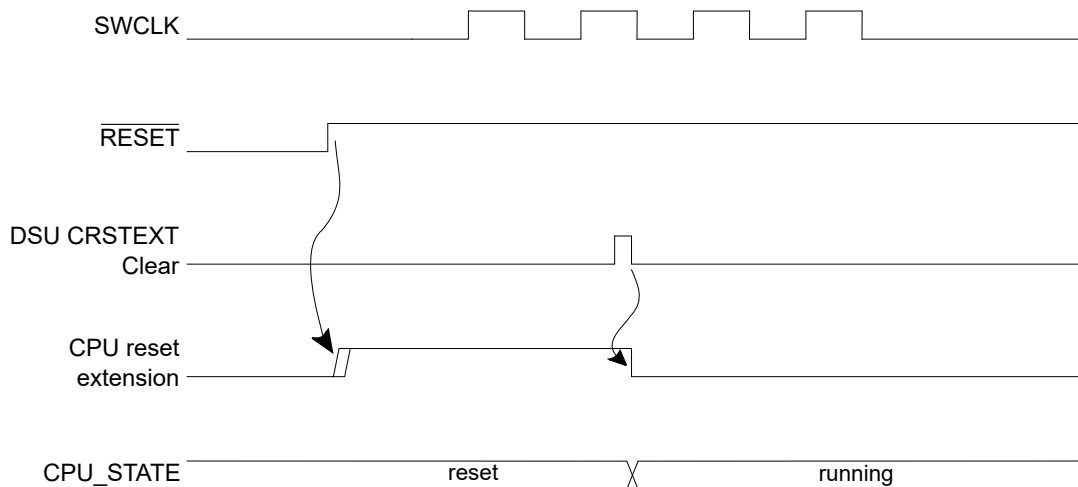 SWCLK
RESET
DSU CRSTEXT
Clear
CPU reset
extension
CPU_STATE
reset
running